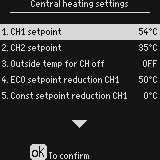 Central heating settings
1. CH1 setpoint 54°C
2. CH2 setpoint 35°C
3. Outside temp for CH off OFF
4. ECO setpoint reduction CH1 50°C
5. Const setpoint reduction CH1 0°C
ok To confirm